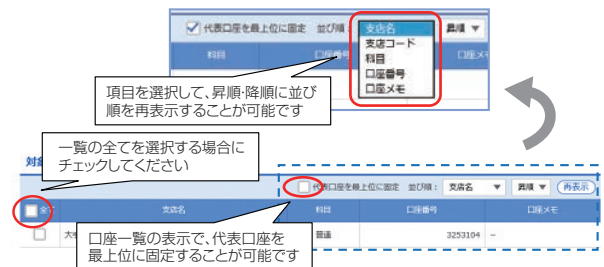 代表口座を最上位に固定 並び順： 支店名 昇順 ▼
支店コード
科目
口座番号
口座メモ
科目 口座番号 口座メモ
項目を選択して、昇順・降順に並び
順を再表示することが可能です
一覧の全てを選択する場合に
チェックしてください
対象
代表口座を最上位に固定 並び順： 支店名 ▼ 昇順 ▼ 再表示
全て 支店名 科目 口座番号 口座メモ
普通 3253104 −
口座一覧の表示で、代表口座を
最上位に固定することが可能です